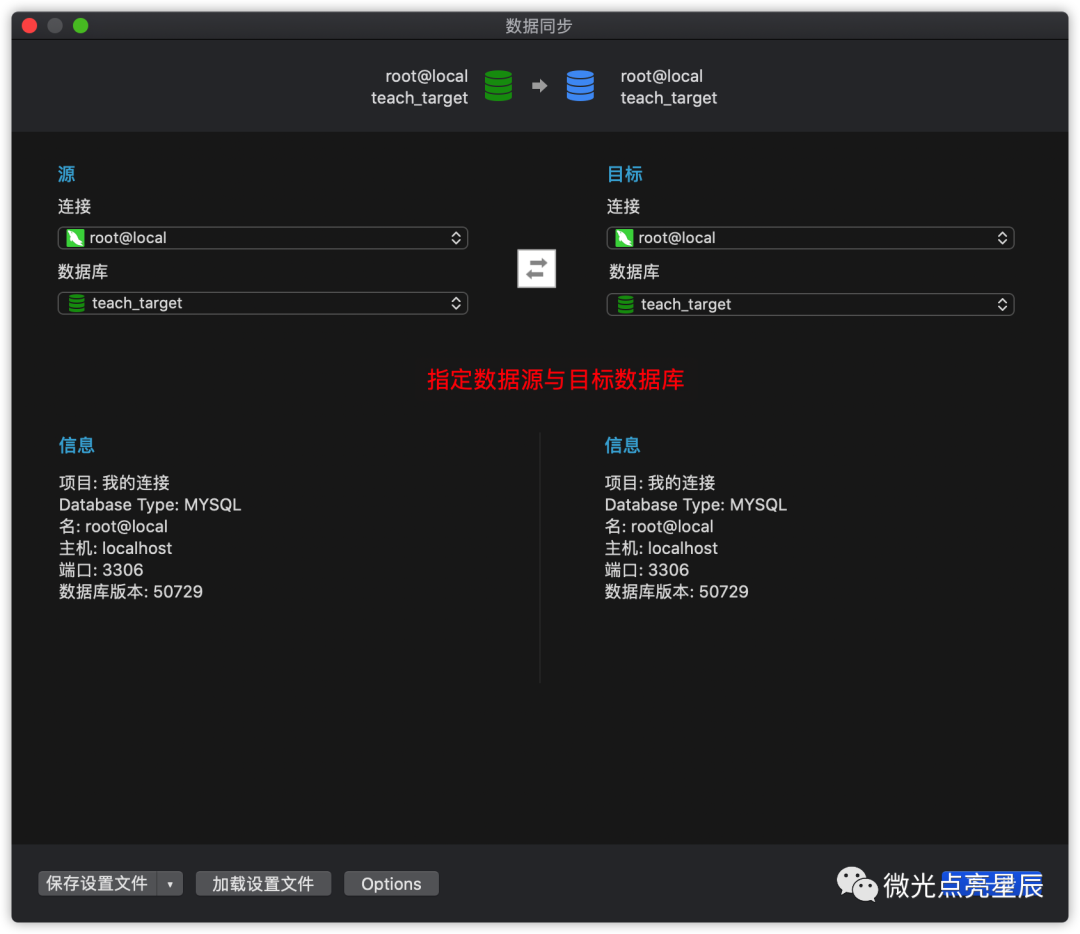 数据同步
root@local
teach_target
root@local
teach_target
源
连接
root@local
数据库
teach_target
目标
连接
root@local
数据库
teach_target
指定数据源与目标数据库
信息
项目: 我的连接
Database Type: MYSQL
名: root@local
主机: localhost
端口: 3306
数据库版本: 50729
信息
项目: 我的连接
Database Type: MYSQL
名: root@local
主机: localhost
端口: 3306
数据库版本: 50729
保存设置文件
加载设置文件
Options
微光点亮星辰